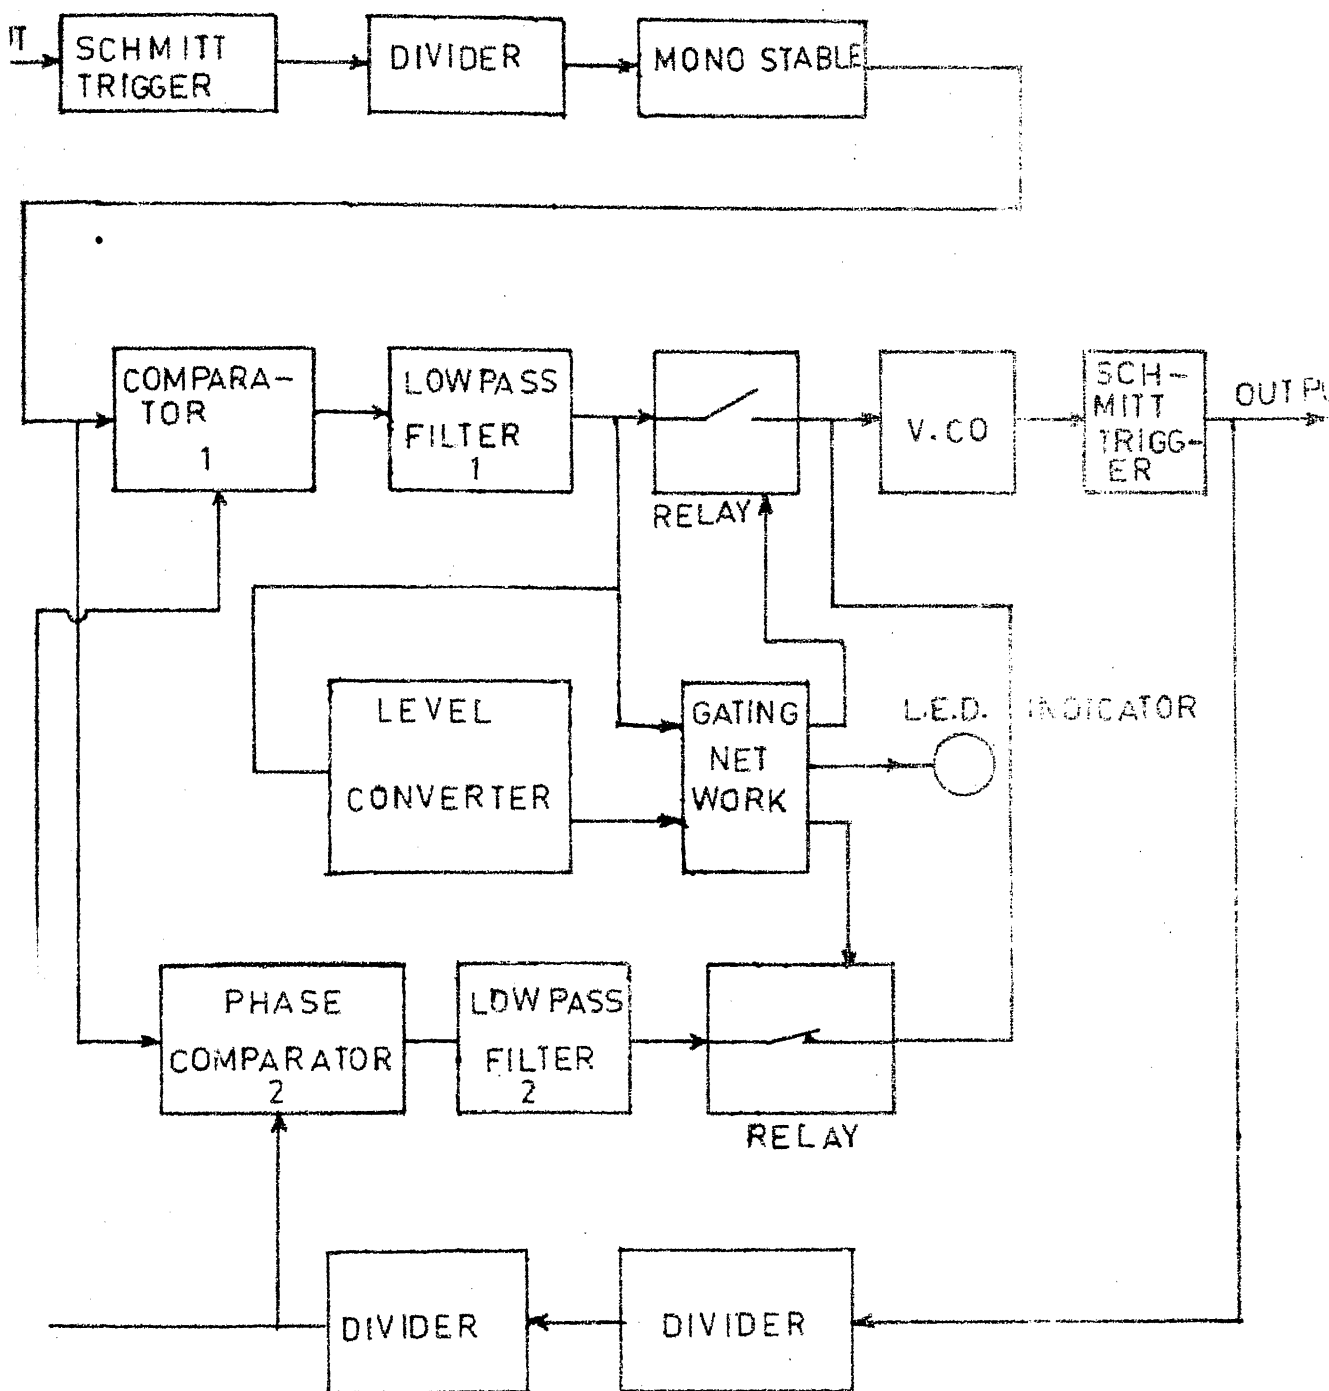 SCHMITT
TRIGGER
DIVIDER
MONO STABLE
COMPARA-
TOR
1
LOW PASS
FILTER
1
RELAY
V.CO
SCH-
MITT
TRIGG-
ER
LEVEL
CONVERTER
GATING
NET
WORK
L.E.D. INDICATOR
PHASE
COMPARATOR
2
LOW PASS
FILTER
2
RELAY
DIVIDER
DIVIDER